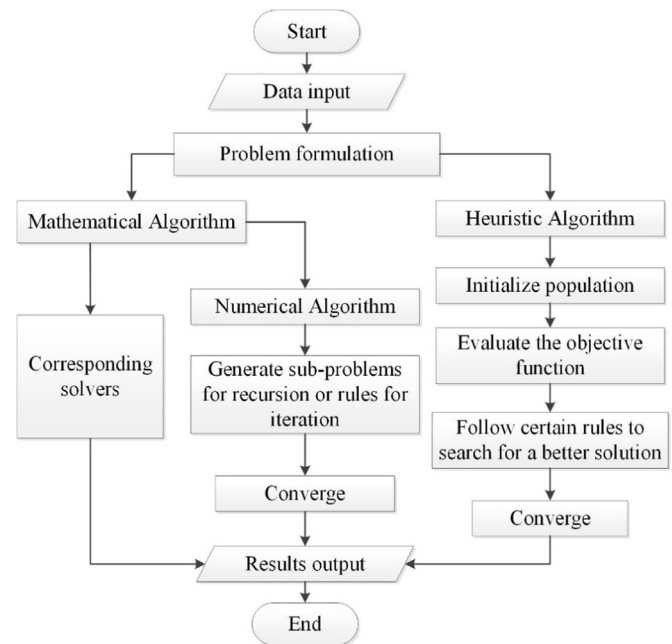 Start
Data input
Problem formulation
Mathematical Algorithm
Corresponding
solvers
Numerical Algorithm
Generate sub-problems
for recursion or rules for
iteration
Converge
Heuristic Algorithm
Initialize population
Evaluate the objective
function
Follow certain rules to
search for a better solution
Converge
Results output
End